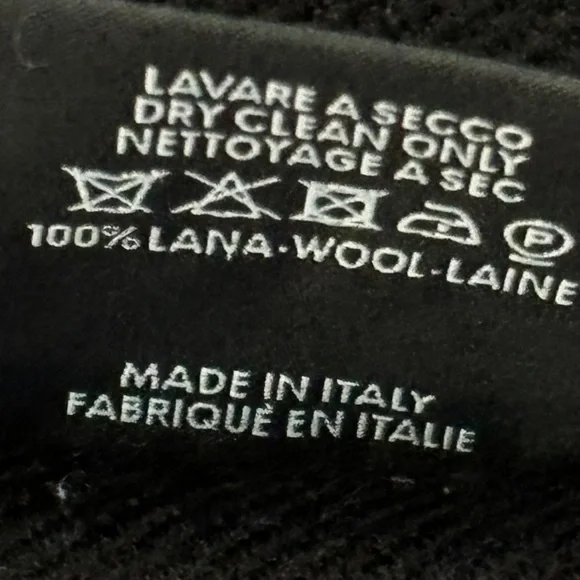 LAVARE A SECCO
DRY CLEAN ONLY
NETTOYAGE A SEC
P
100% LANA-WOOL-LAINE
MADE IN ITALY
FABRIQUÉ EN ITALIE